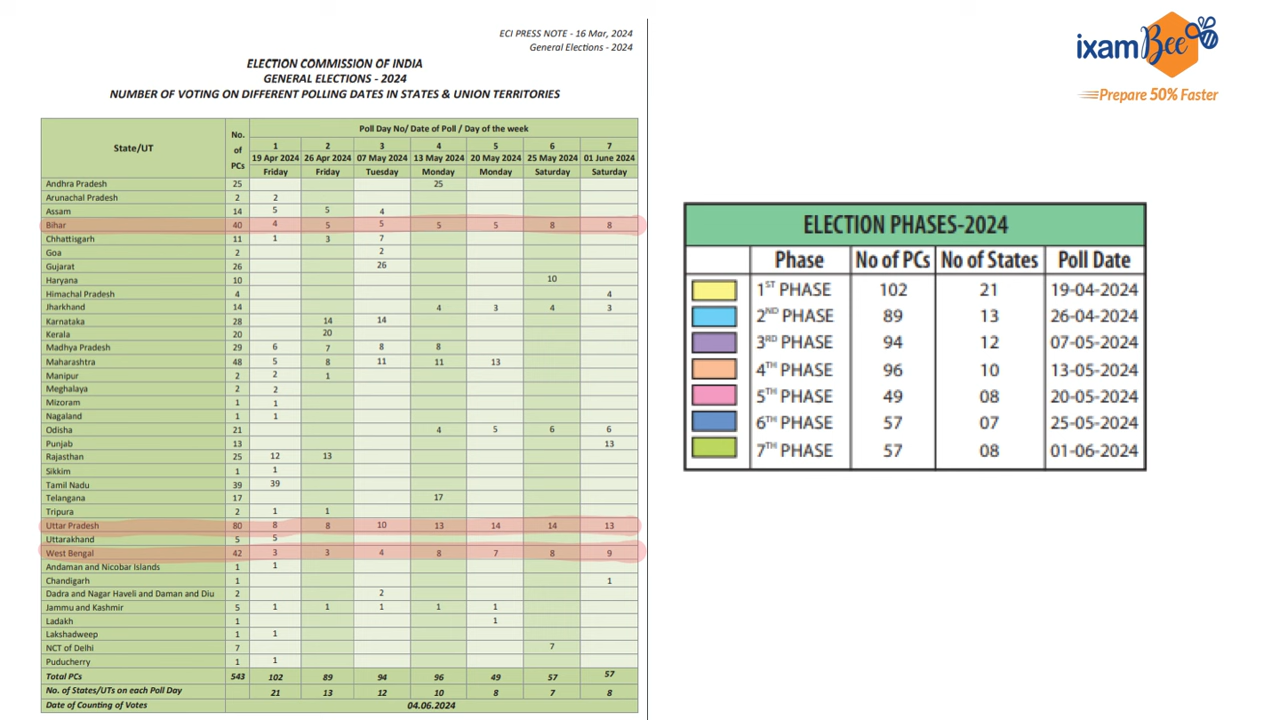 ECI PRESS NOTE - 16 Mar, 2024
General Elections - 2024
ELECTION COMMISSION OF INDIA
GENERAL ELECTIONS - 2024
NUMBER OF VOTING ON DIFFERENT POLLING DATES IN STATES & UNION TERRITORIES
State/UT No. of PCs Poll Day No/ Date of Poll / Day of the week
1 2 3 4 5 6 7
19 Apr 2024 26 Apr 2024 07 May 2024 13 May 2024 20 May 2024 25 May 2024 01 June 2024
Friday Friday Tuesday Monday Monday Saturday Saturday
Andhra Pradesh 25 25
Arunachal Pradesh 2 2
Assam 14 5 5 4
Bihar 40 4 5 5 5 5 8 8
Chhattisgarh 11 1 3 7
Goa 2 2
Gujarat 26 26
Haryana 10 10
Himachal Pradesh 4 4
Jharkhand 14 4 3 4 3
Karnataka 28 14 14
Kerala 20 20
Madhya Pradesh 29 6 7 8 8
Maharashtra 48 5 8 11 11 13
Manipur 2 2 1
Meghalaya 2 2
Mizoram 1 1
Nagaland 1 1
Odisha 21 4 5 6 6
Punjab 13 13
Rajasthan 25 12 13
Sikkim 1 1
Tamil Nadu 39 39
Telangana 17 17
Tripura 2 1 1
Uttar Pradesh 80 8 8 10 13 14 14 13
Uttarakhand 5 5
West Bengal 42 3 3 4 8 7 8 9
Andaman and Nicobar Islands 1 1
Chandigarh 1 1
Dadra and Nagar Haveli and Daman and Diu 2 2
Jammu and Kashmir 5 1 1 1 1 1
Ladakh 1 1
Lakshadweep 1 1
NCT of Delhi 7 7
Puducherry 1 1
Total PCs 543 102 89 94 96 49 57 57
No. of States/UTs on each Poll Day 21 13 12 10 8 7 8
Date of Counting of Votes 04.06.2024
ixamBee
Prepare 50% Faster
ELECTION PHASES-2024
Phase No of PCs No of States Poll Date
1ST PHASE 102 21 19-04-2024
2ND PHASE 89 13 26-04-2024
3RD PHASE 94 12 07-05-2024
4TH PHASE 96 10 13-05-2024
5TH PHASE 49 08 20-05-2024
6TH PHASE 57 07 25-05-2024
7TH PHASE 57 08 01-06-2024